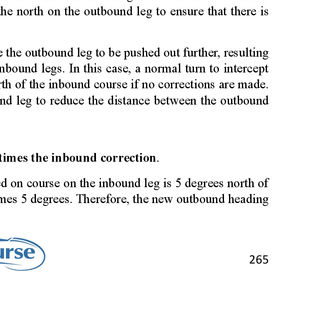 he north on the outbound leg to ensure that there is
the outbound leg to be pushed out further, resulting
nbound legs. In this case, a normal turn to intercept
rth of the inbound course if no corrections are made.
nd leg to reduce the distance between the outbound
times the inbound correction.
d on course on the inbound leg is 5 degrees north of
mes 5 degrees. Therefore, the new outbound heading
urse
265